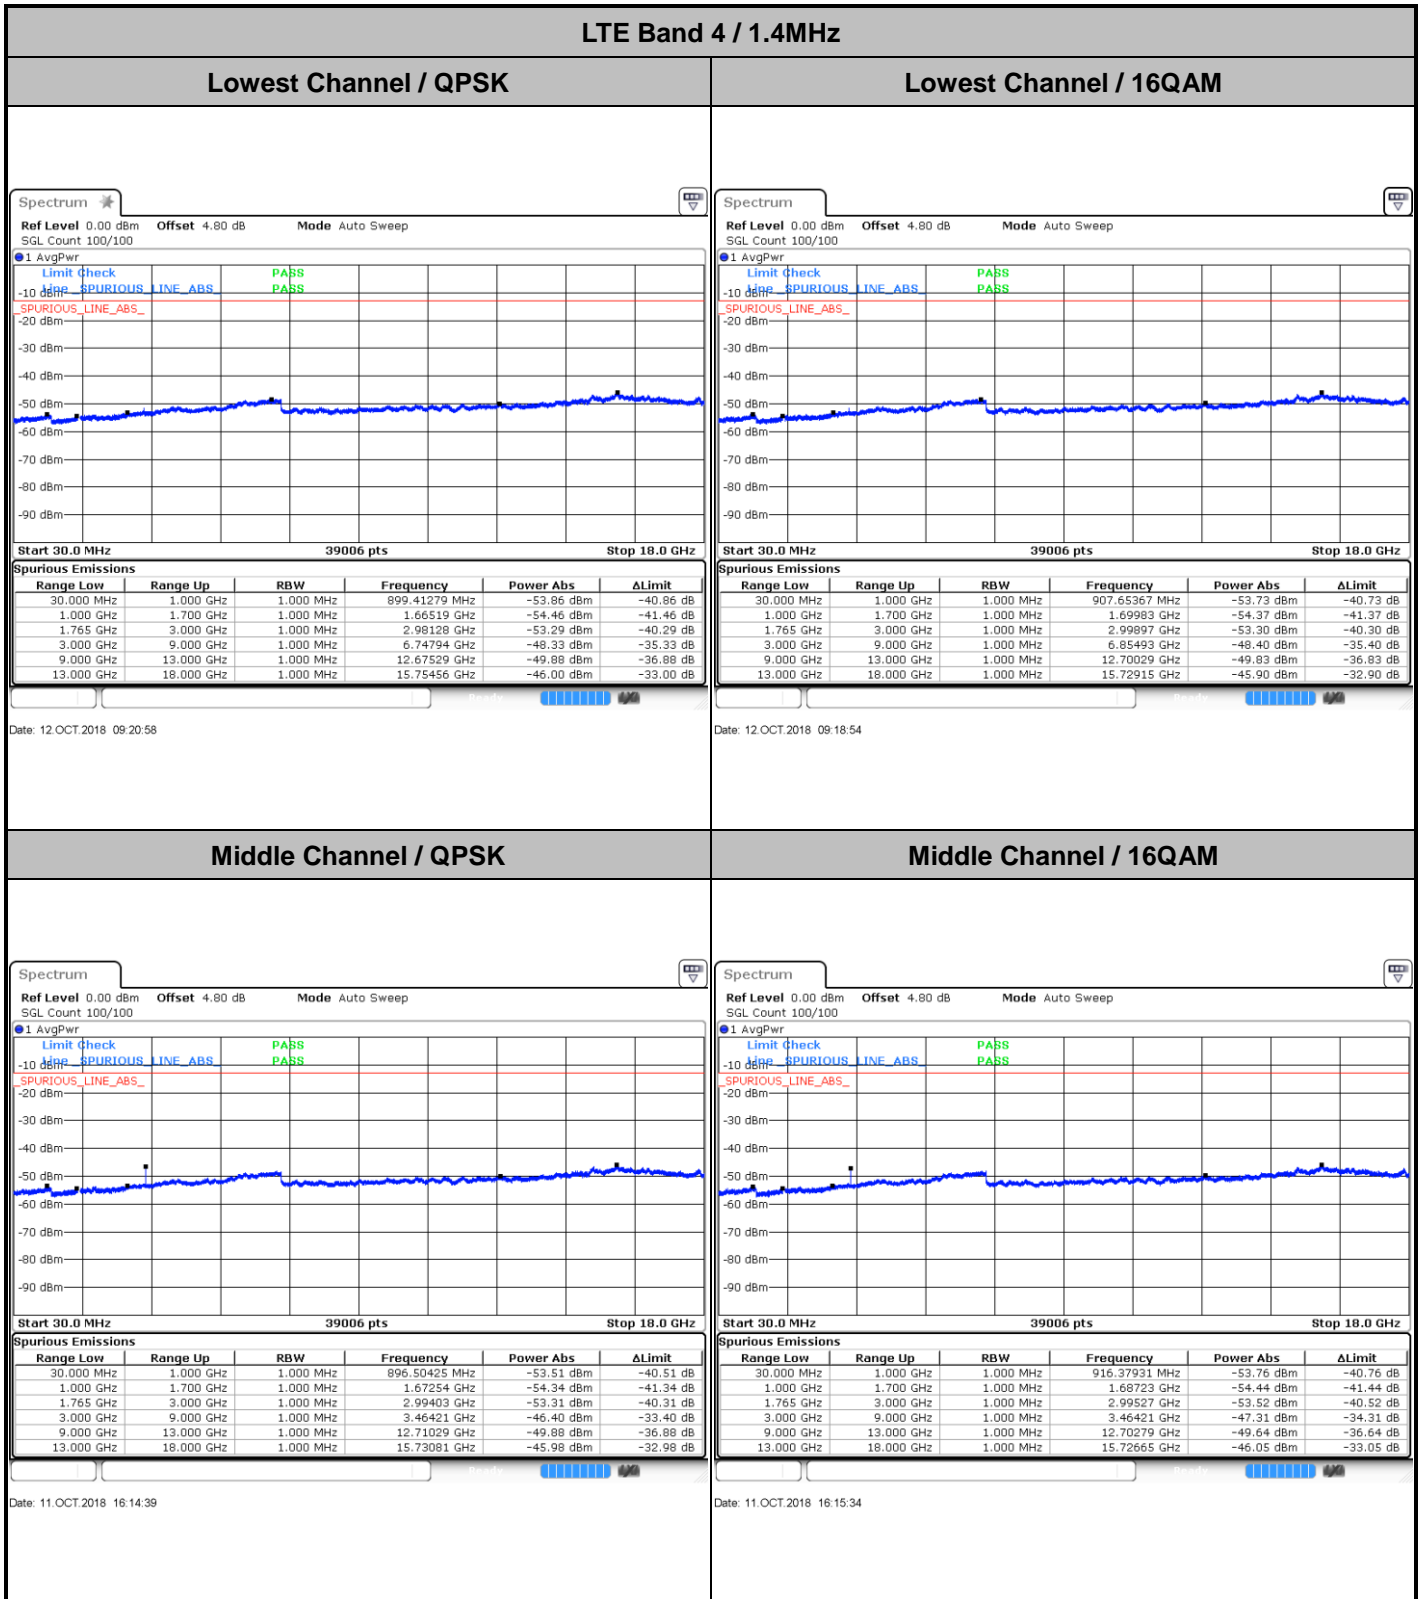 LTE Band 4 / 1.4MHz
Lowest Channel / QPSK
Lowest Channel / 16QAM
Spectrum
Ref Level 0.00 dBm Offset 4.80 dB Mode Auto Sweep
SGL Count 100/100
1 AvgPwr
Limit Check PASS
Line _SPURIOUS_LINE_ABS_ PASS
-10 dBm
_SPURIOUS_LINE_ABS_
-20 dBm
-30 dBm
-40 dBm
-50 dBm
-60 dBm
-70 dBm
-80 dBm
-90 dBm
Start 30.0 MHz 39006 pts Stop 18.0 GHz
Spurious Emissions
Range Low Range Up RBW Frequency Power Abs ΔLimit
30.000 MHz 1.000 GHz 1.000 MHz 899.41279 MHz -53.86 dBm -40.86 dB
1.000 GHz 1.700 GHz 1.000 MHz 1.66519 GHz -54.46 dBm -41.46 dB
1.765 GHz 3.000 GHz 1.000 MHz 2.98128 GHz -53.29 dBm -40.29 dB
3.000 GHz 9.000 GHz 1.000 MHz 6.74794 GHz -48.33 dBm -35.33 dB
9.000 GHz 13.000 GHz 1.000 MHz 12.67529 GHz -49.88 dBm -36.88 dB
13.000 GHz 18.000 GHz 1.000 MHz 15.75456 GHz -46.00 dBm -33.00 dB
Ready
Date: 12.OCT.2018 09:20:58
Spectrum
Ref Level 0.00 dBm Offset 4.80 dB Mode Auto Sweep
SGL Count 100/100
1 AvgPwr
Limit Check PASS
Line _SPURIOUS_LINE_ABS_ PASS
-10 dBm
_SPURIOUS_LINE_ABS_
-20 dBm
-30 dBm
-40 dBm
-50 dBm
-60 dBm
-70 dBm
-80 dBm
-90 dBm
Start 30.0 MHz 39006 pts Stop 18.0 GHz
Spurious Emissions
Range Low Range Up RBW Frequency Power Abs ΔLimit
30.000 MHz 1.000 GHz 1.000 MHz 907.65367 MHz -53.73 dBm -40.73 dB
1.000 GHz 1.700 GHz 1.000 MHz 1.69983 GHz -54.37 dBm -41.37 dB
1.765 GHz 3.000 GHz 1.000 MHz 2.99897 GHz -53.30 dBm -40.30 dB
3.000 GHz 9.000 GHz 1.000 MHz 6.85493 GHz -48.40 dBm -35.40 dB
9.000 GHz 13.000 GHz 1.000 MHz 12.70029 GHz -49.83 dBm -36.83 dB
13.000 GHz 18.000 GHz 1.000 MHz 15.72915 GHz -45.90 dBm -32.90 dB
Ready
Date: 12.OCT.2018 09:18:54
Middle Channel / QPSK
Middle Channel / 16QAM
Spectrum
Ref Level 0.00 dBm Offset 4.80 dB Mode Auto Sweep
SGL Count 100/100
1 AvgPwr
Limit Check PASS
Line _SPURIOUS_LINE_ABS_ PASS
-10 dBm
_SPURIOUS_LINE_ABS_
-20 dBm
-30 dBm
-40 dBm
-50 dBm
-60 dBm
-70 dBm
-80 dBm
-90 dBm
Start 30.0 MHz 39006 pts Stop 18.0 GHz
Spurious Emissions
Range Low Range Up RBW Frequency Power Abs ΔLimit
30.000 MHz 1.000 GHz 1.000 MHz 896.50425 MHz -53.51 dBm -40.51 dB
1.000 GHz 1.700 GHz 1.000 MHz 1.67254 GHz -54.34 dBm -41.34 dB
1.765 GHz 3.000 GHz 1.000 MHz 2.99403 GHz -53.31 dBm -40.31 dB
3.000 GHz 9.000 GHz 1.000 MHz 3.46421 GHz -46.40 dBm -33.40 dB
9.000 GHz 13.000 GHz 1.000 MHz 12.71029 GHz -49.88 dBm -36.88 dB
13.000 GHz 18.000 GHz 1.000 MHz 15.73081 GHz -45.98 dBm -32.98 dB
Ready
Date: 11.OCT.2018 16:14:39
Spectrum
Ref Level 0.00 dBm Offset 4.80 dB Mode Auto Sweep
SGL Count 100/100
1 AvgPwr
Limit Check PASS
Line _SPURIOUS_LINE_ABS_ PASS
-10 dBm
_SPURIOUS_LINE_ABS_
-20 dBm
-30 dBm
-40 dBm
-50 dBm
-60 dBm
-70 dBm
-80 dBm
-90 dBm
Start 30.0 MHz 39006 pts Stop 18.0 GHz
Spurious Emissions
Range Low Range Up RBW Frequency Power Abs ΔLimit
30.000 MHz 1.000 GHz 1.000 MHz 916.37931 MHz -53.76 dBm -40.76 dB
1.000 GHz 1.700 GHz 1.000 MHz 1.68723 GHz -54.44 dBm -41.44 dB
1.765 GHz 3.000 GHz 1.000 MHz 2.99527 GHz -53.52 dBm -40.52 dB
3.000 GHz 9.000 GHz 1.000 MHz 3.46421 GHz -47.31 dBm -34.31 dB
9.000 GHz 13.000 GHz 1.000 MHz 12.70279 GHz -49.64 dBm -36.64 dB
13.000 GHz 18.000 GHz 1.000 MHz 15.72665 GHz -46.05 dBm -33.05 dB
Ready
Date: 11.OCT.2018 16:15:34